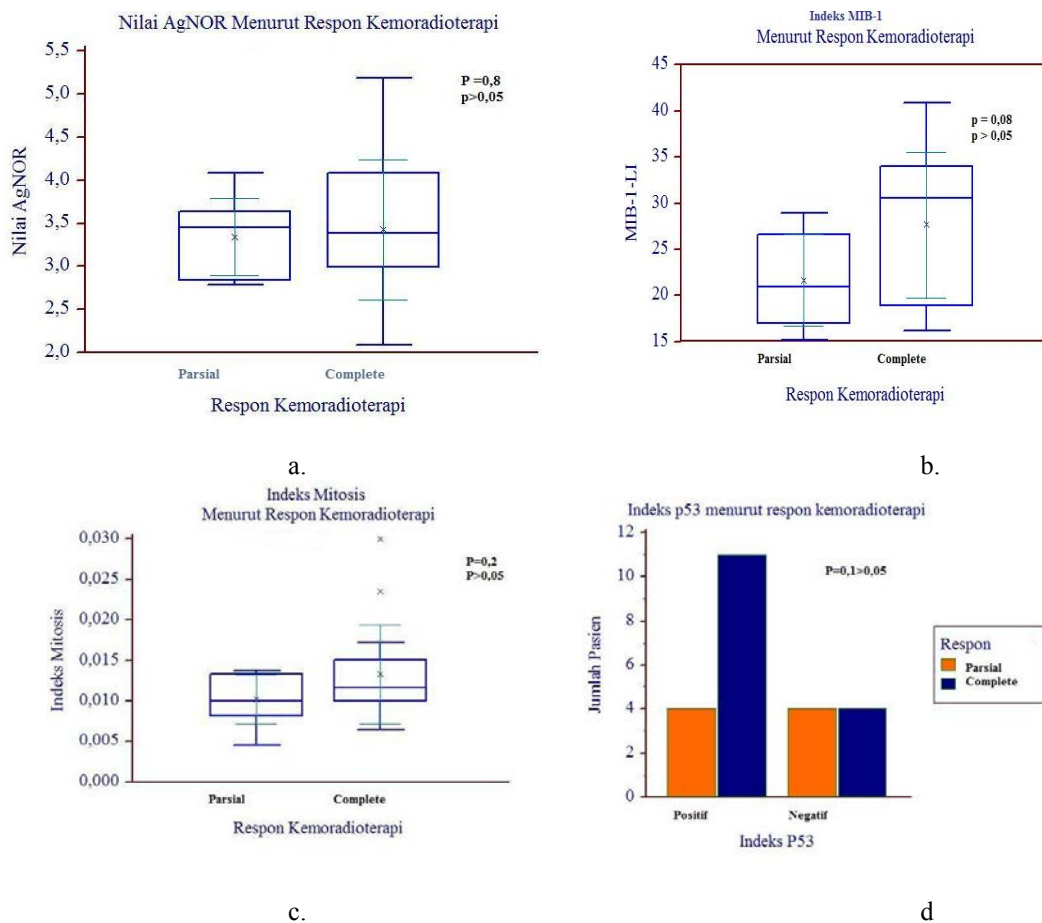 Nilai AgNOR Menurut Respon Kemoradioterapi
5,5
5,0
4,5
4,0
3,5
3,0
2,5
2,0
Nilai AgNOR
P =0,8
p>0,05
Parsial Complete
Respon Kemoradioterapi
a.
Indeks MIB-1
Menurut Respon Kemoradioterapi
45
40
35
30
25
20
15
MIB-1-LI
p = 0,08
p > 0,05
Parsial Complete
Respon Kemoradioterapi
b.
Indeks Mitosis
Menurut Respon Kemoradioterapi
0,030
0,025
0,020
0,015
0,010
0,005
0,000
Indeks Mitosis
P=0,2
P>0,05
Parsial Complete
Respon Kemoradioterapi
c.
Indeks p53 menurut respon kemoradioterapi
12
10
8
6
4
2
0
Jumlah Pasien
P=0,1>0,05
Positif Negatif
Indeks P53
Respon
Parsial
Complete
d